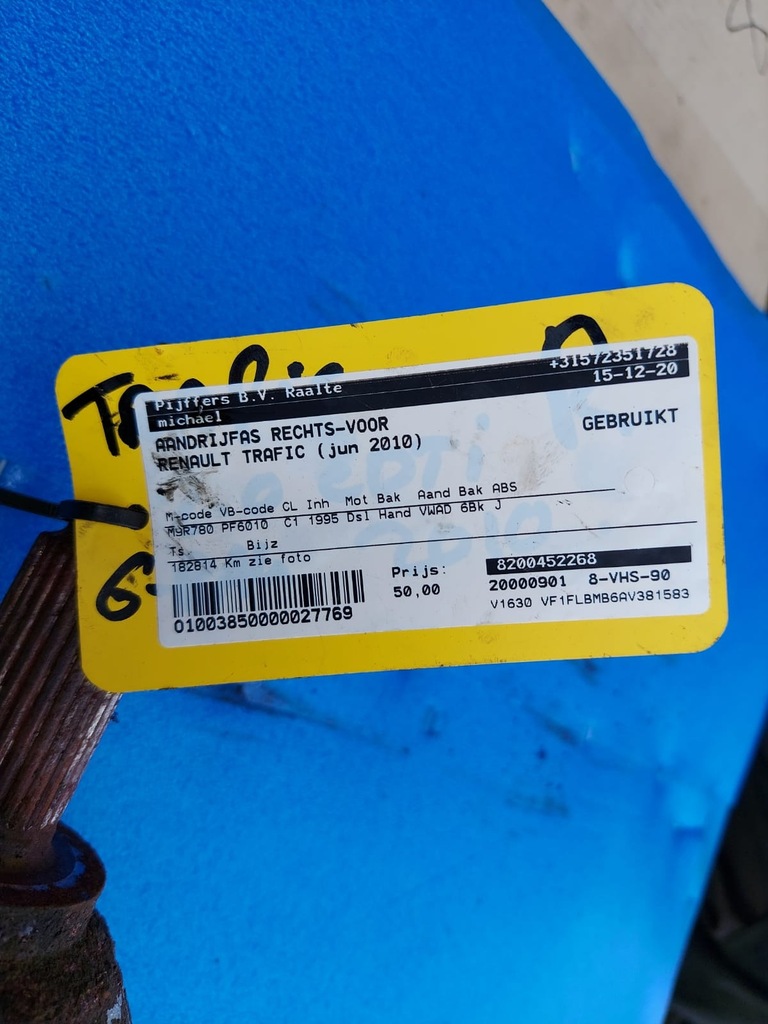 Pijffers B.V. Raalte +31572351728
michael 15-12-20
AANDRIJFAS RECHTS-VOOR GEBRUIKT
RENAULT TRAFIC (jun 2010)
M-code VB-code CL Inh Mot Bak Aand Bak ABS
M9R780 PF6010 C1 1995 Dsl Hand VWAD 6Bk J
Ts. Bijz
182814 Km zie foto
8200452268
Prijs: 20000901 8-VHS-90
50,00 V1630 VF1FLBMB6AV381583
01003850000027769